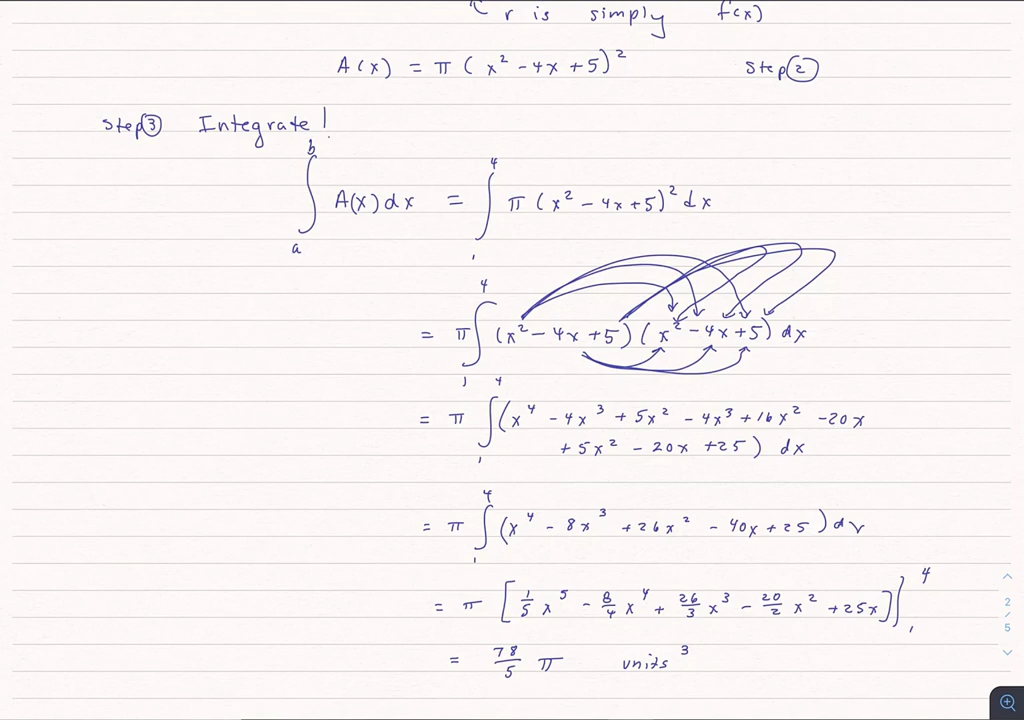 r is simply f(x)
A(x) = π(x² - 4x + 5)² Step ②
Step ③ Integrate!
∫ₐᵇ A(x)dx = ∫₁⁴ π(x² - 4x + 5)² dx
= π ∫₁⁴ (x² - 4x + 5)(x² - 4x + 5) dx
= π ∫₁⁴ (x⁴ - 4x³ + 5x² - 4x³ + 16x² - 20x
+ 5x² - 20x + 25) dx
= π ∫₁⁴ (x⁴ - 8x³ + 26x² - 40x + 25) dx
= π [1/5 x⁵ - 8/4 x⁴ + 26/3 x³ - 20/2 x² + 25x]|₁⁴
= 78/5 π units³
2/5